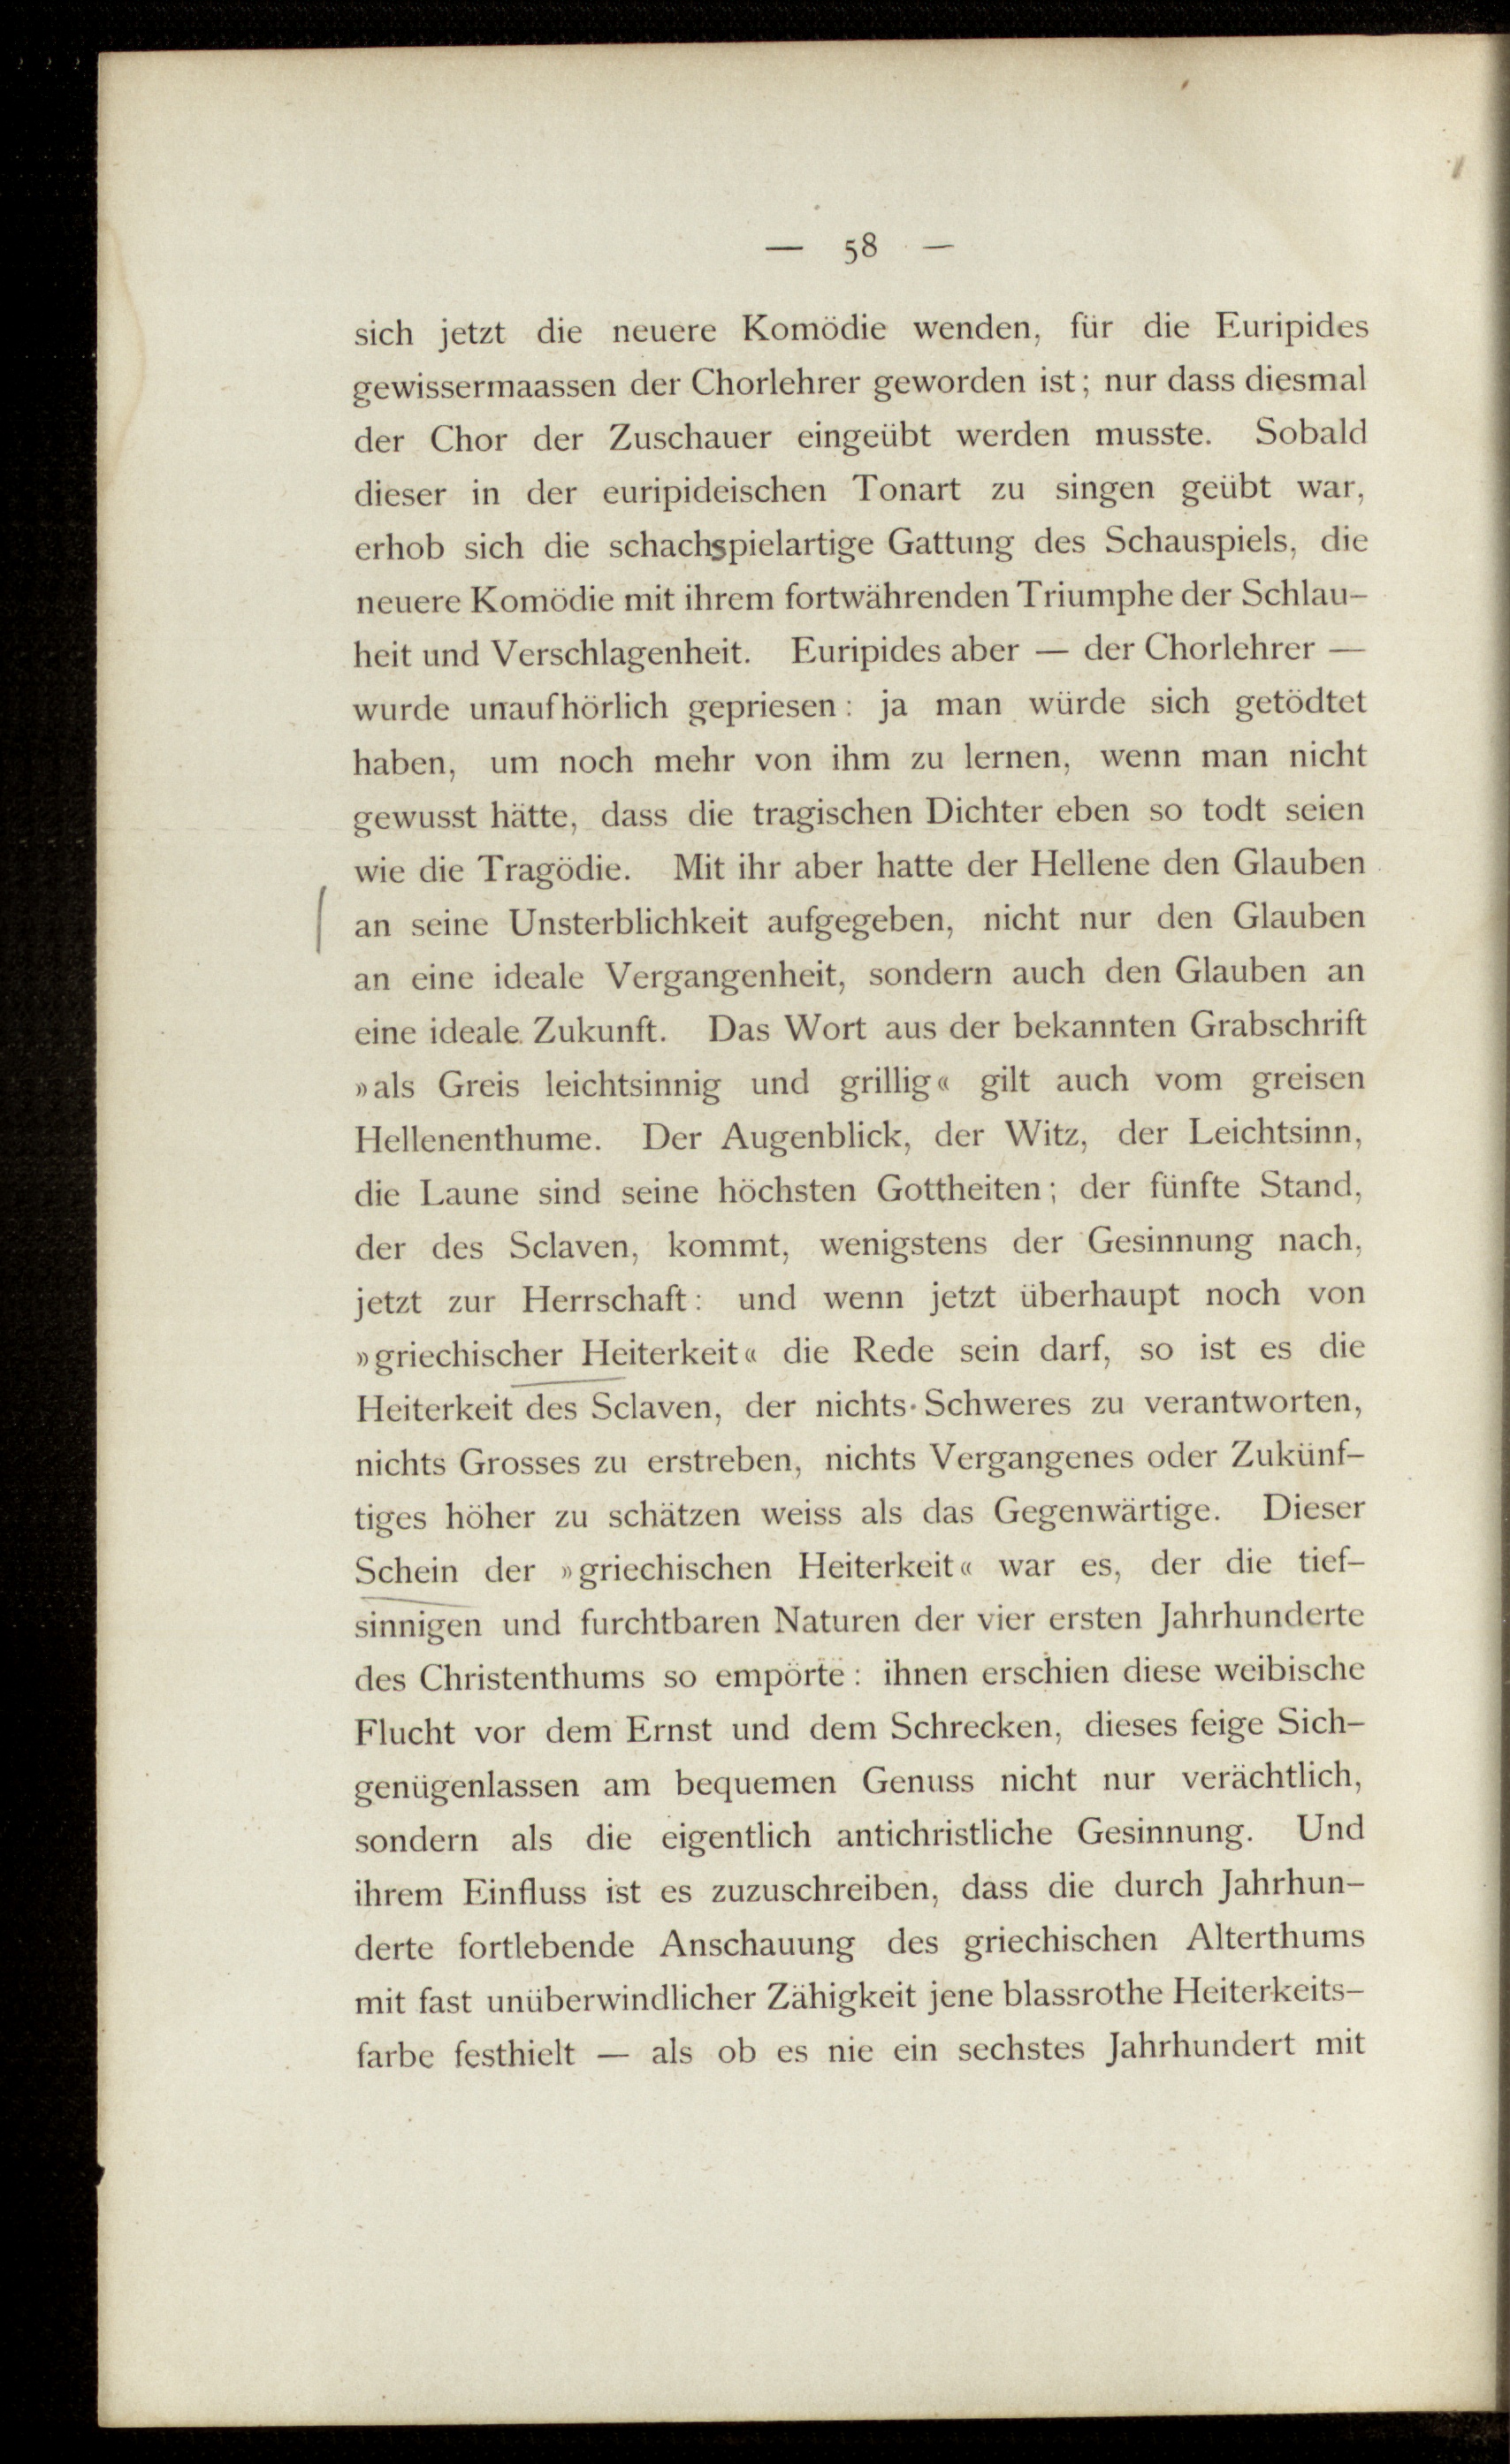 — 58 —
sich jetzt die neuere Komödie wenden, für die Euripides
gewissermaassen der Chorlehrer geworden ist; nur dass diesmal
der Chor der Zuschauer eingeübt werden musste. Sobald
dieser in der euripideischen Tonart zu singen geübt war,
erhob sich die schachspielartige Gattung des Schauspiels, die
neuere Komödie mit ihrem fortwährenden Triumphe der Schlau-
heit und Verschlagenheit. Euripides aber — der Chorlehrer —
wurde unaufhörlich gepriesen: ja man würde sich getödtet
haben, um noch mehr von ihm zu lernen, wenn man nicht
gewusst hätte, dass die tragischen Dichter eben so todt seien
wie die Tragödie. Mit ihr aber hatte der Hellene den Glauben
an seine Unsterblichkeit aufgegeben, nicht nur den Glauben
an eine ideale Vergangenheit, sondern auch den Glauben an
eine ideale Zukunft. Das Wort aus der bekannten Grabschrift
»als Greis leichtsinnig und grillig« gilt auch vom greisen
Hellenenthume. Der Augenblick, der Witz, der Leichtsinn,
die Laune sind seine höchsten Gottheiten; der fünfte Stand,
der des Sclaven, kommt, wenigstens der Gesinnung nach,
jetzt zur Herrschaft: und wenn jetzt überhaupt noch von
»griechischer Heiterkeit« die Rede sein darf, so ist es die
Heiterkeit des Sclaven, der nichts Schweres zu verantworten,
nichts Grosses zu erstreben, nichts Vergangenes oder Zukünf-
tiges höher zu schätzen weiss als das Gegenwärtige. Dieser
Schein der »griechischen Heiterkeit« war es, der die tief-
sinnigen und furchtbaren Naturen der vier ersten Jahrhunderte
des Christenthums so empörte: ihnen erschien diese weibische
Flucht vor dem Ernst und dem Schrecken, dieses feige Sich-
genügenlassen am bequemen Genuss nicht nur verächtlich,
sondern als die eigentlich antichristliche Gesinnung. Und
ihrem Einfluss ist es zuzuschreiben, dass die durch Jahrhun-
derte fortlebende Anschauung des griechischen Alterthums
mit fast unüberwindlicher Zähigkeit jene blassrothe Heiterkeits-
farbe festhielt — als ob es nie ein sechstes Jahrhundert mit